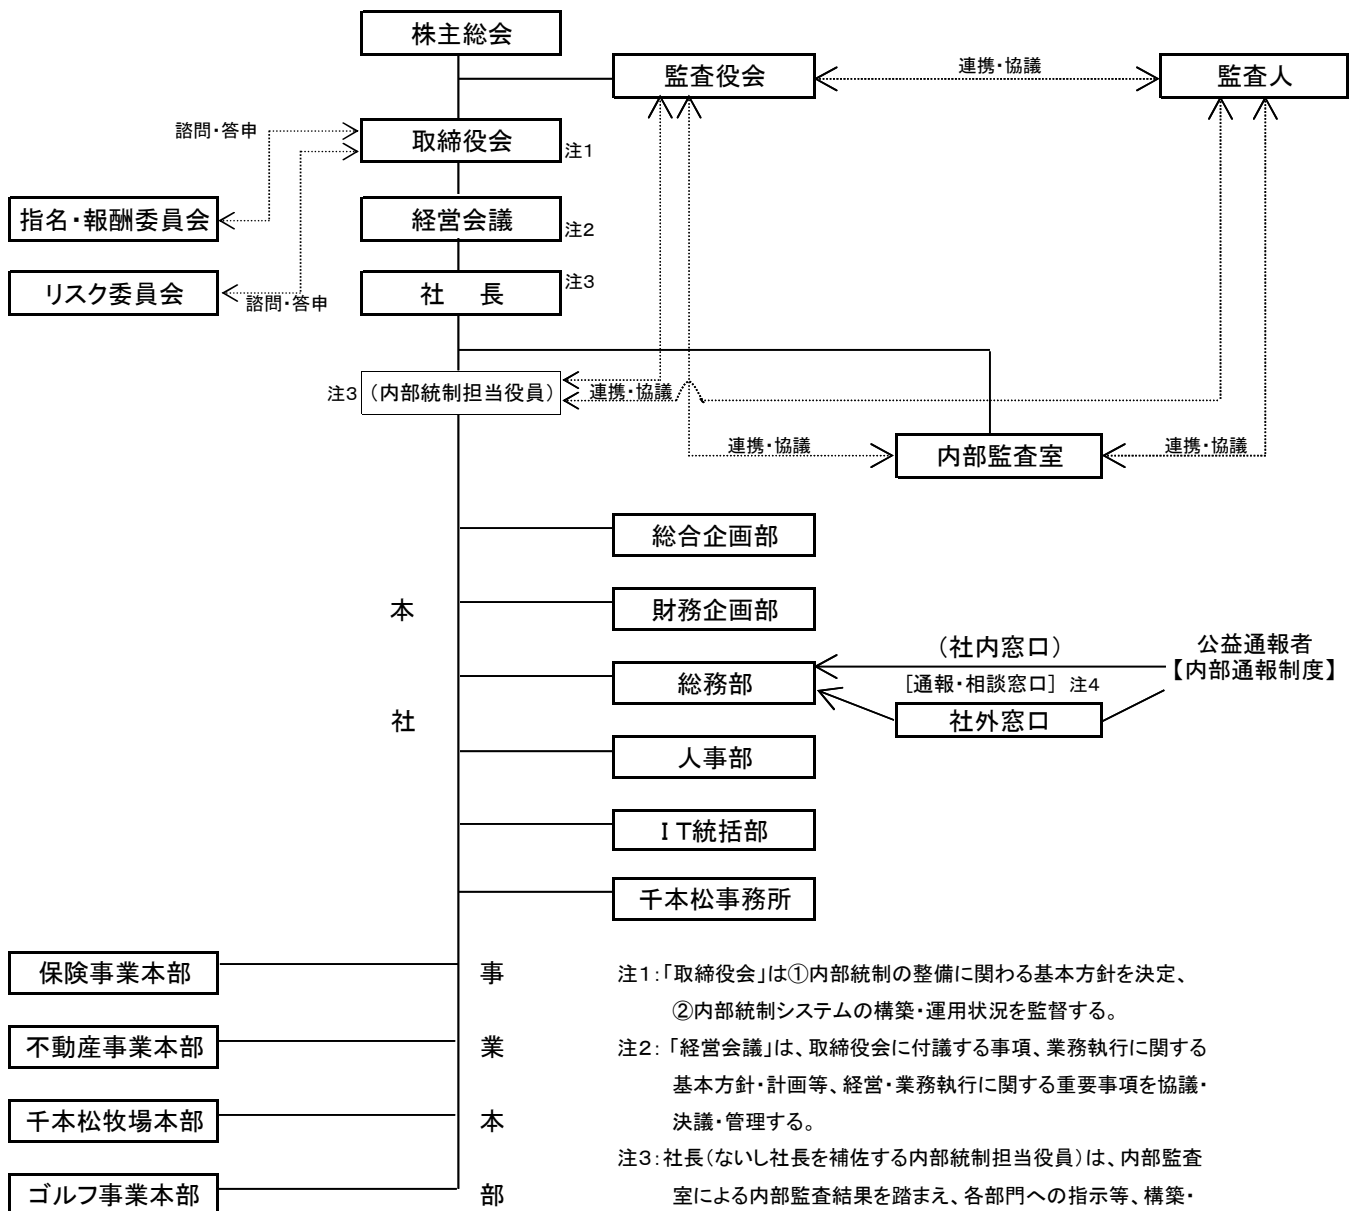 株主総会
監査役会
連携・協議
監査人
諮問・答申
取締役会
注1
指名・報酬委員会
経営会議
注2
リスク委員会
諮問・答申
社　長
注3
注3
（内部統制担当役員）
連携・協議
連携・協議
内部監査室
連携・協議
総合企画部
本
財務企画部
（社内窓口）
公益通報者
【内部通報制度】
総務部
［通報・相談窓口］ 注4
社
社外窓口
人事部
ＩＴ統括部
千本松事務所
保険事業本部
事
不動産事業本部
業
千本松牧場本部
本
ゴルフ事業本部
部
注1：「取締役会」は①内部統制の整備に関わる基本方針を決定、
②内部統制システムの構築・運用状況を監督する。
注2：「経営会議」は、取締役会に付議する事項、業務執行に関する
基本方針・計画等、経営・業務執行に関する重要事項を協議・
決議・管理する。
注3：社長（ないし社長を補佐する内部統制担当役員）は、内部監査
室による内部監査結果を踏まえ、各部門への指示等、構築・